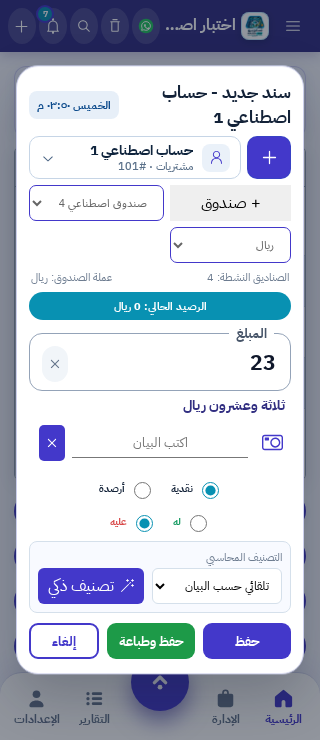 اختبار اصـ...
7
سند جديد - حساب
اصطناعي 1
الخميس ٠٣:٥٠ م
حساب اصطناعي 1
مشتريات · #101
+ صندوق
صندوق اصطناعي 4
ريال
الصناديق النشطة: 4
عملة الصندوق: ريال
الرصيد الحالي: 0 ريال
المبلغ
23
ثلاثة وعشرون ريال
اكتب البيان
نقدية
أرصدة
له
عليه
التصنيف المحاسبي
تلقائي حسب البيان
تصنيف ذكي
حفظ
حفظ وطباعة
إلغاء
الرئيسية
الإدارة
التقارير
الإعدادات